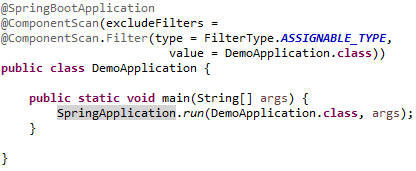 @SpringBootApplication
@ComponentScan(excludeFilters =
@ComponentScan.Filter(type = FilterType.ASSIGNABLE_TYPE,
                        value = DemoApplication.class))
public class DemoApplication {

    public static void main(String[] args) {
        SpringApplication.run(DemoApplication.class, args);
    }

}